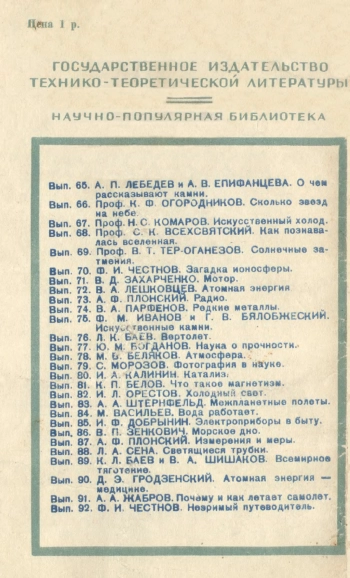 Цена 1 р.
ГОСУДАРСТВЕННОЕ ИЗДАТЕЛЬСТВО
ТЕХНИКО-ТЕОРЕТИЧЕСКОЙ ЛИТЕРАТУРЫ
НАУЧНО-ПОПУЛЯРНАЯ БИБЛИОТЕКА
Вып. 65. А. П. ЛЕБЕДЕВ и А. В. ЕПИФАНЦЕВА. О чем
рассказывают камни.
Вып. 66. Проф. К. Ф. ОГОРОДНИКОВ. Сколько звезд
на небе
Вып. 67. Проф. Н. С. КОМАРОВ. Искусственный холод.
Вып. 68. Проф. С. К. ВСЕХСВЯТСКИЙ. Как познава-
лась вселенная.
Вып. 69. Проф. В. Т. ТЕР-ОГАНЕЗОВ. Солнечные за-
тмения.
Вып. 70. Ф. И. ЧЕСТНОВ. Загадка ионосферы.
Вып. 71. В. Д. ЗАХАРЧЕНКО. Мотор.
Вып. 72. В. А. ЛЕШКОВЦЕВ. Атомная энергия
Вып. 73. А. Ф. ПЛОНСКИЙ. Радио.
Вып. 74. В. А. ПАРФЕНОВ. Редкие металлы.
Вып. 75. Ф. М. ИВАНОВ и Г. В. БЯЛОБЖЕСКИЙ.
Искусственные камни.
Вып. 76. Л. К. БАЕВ. Вертолет.
Вып. 77. Ю. М. БОГДАНОВ. Наука о прочности.
Вып. 78. М. В. БЕЛЯКОВ. Атмосфера.
Вып. 79. С. МОРОЗОВ. Фотография в науке.
Вып. 80. И. А. КАЛИНИН. Катализ.
Вып. 81. К. П. БЕЛОВ. Что такое магнетизм.
Вып. 82. И. Л. ОРЕСТОВ. Холодный свет.
Вып. 83. А. А. ШТЕРНФЕЛЬД. Межпланетные полеты.
Вып. 84. М. ВАСИЛЬЕВ. Вода работает.
Вып. 85. И. Ф. ДОБРЫНИН. Электроприборы в быту.
Вып. 86. В. П. ЗЕНКОВИЧ. Морское дно.
Вып. 87. А. Ф. ПЛОНСКИЙ. Измерения и меры.
Вып. 88. Л. А. СЕНА. Светящиеся трубки.
Вып. 89. К. Л. БАЕВ и В. А. ШИШАКОВ. Всемирное
тяготение.
Вып. 90. Д. Э. ГРОДЗЕНСКИЙ. Атомная энергия —
медицине.
Вып. 91. А. А. ЖАБРОВ. Почему и как летает самолет.
Вып. 92. Ф. И. ЧЕСТНОВ. Незримый путеводитель.